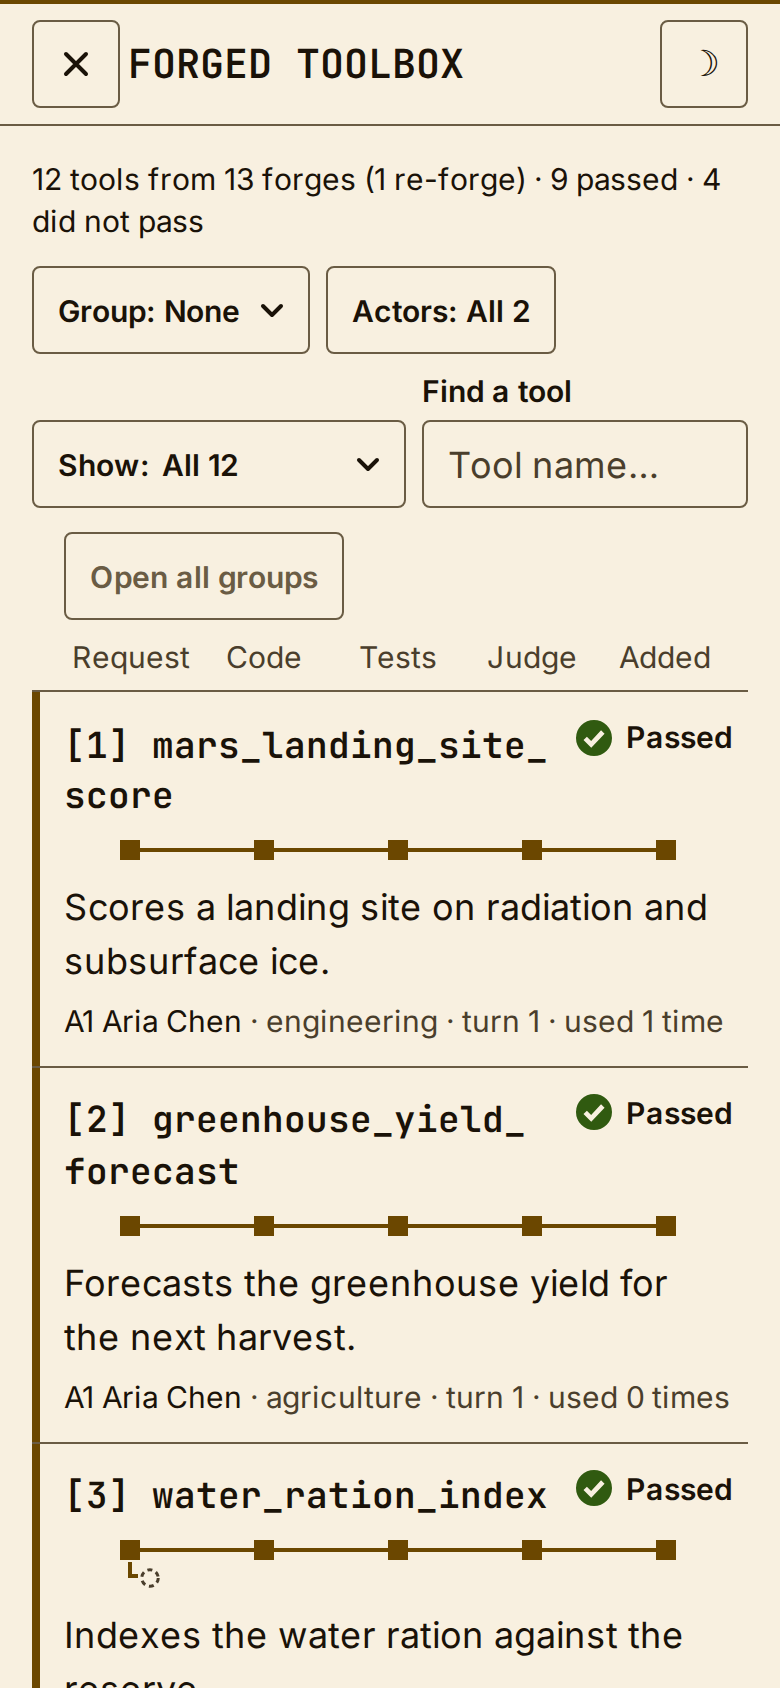 FORGED TOOLBOX
12 tools from 13 forges (1 re-forge) · 9 passed · 4
did not pass
Group: None
Actors: All 2
Find a tool
Show: All 12
Tool name...
Open all groups
Request Code Tests Judge Added
[1] mars_landing_site_
score
Passed
Scores a landing site on radiation and
subsurface ice.
A1 Aria Chen · engineering · turn 1 · used 1 time
[2] greenhouse_yield_
forecast
Passed
Forecasts the greenhouse yield for
the next harvest.
A1 Aria Chen · agriculture · turn 1 · used 0 times
[3] water_ration_index
Passed
Indexes the water ration against the
reserve